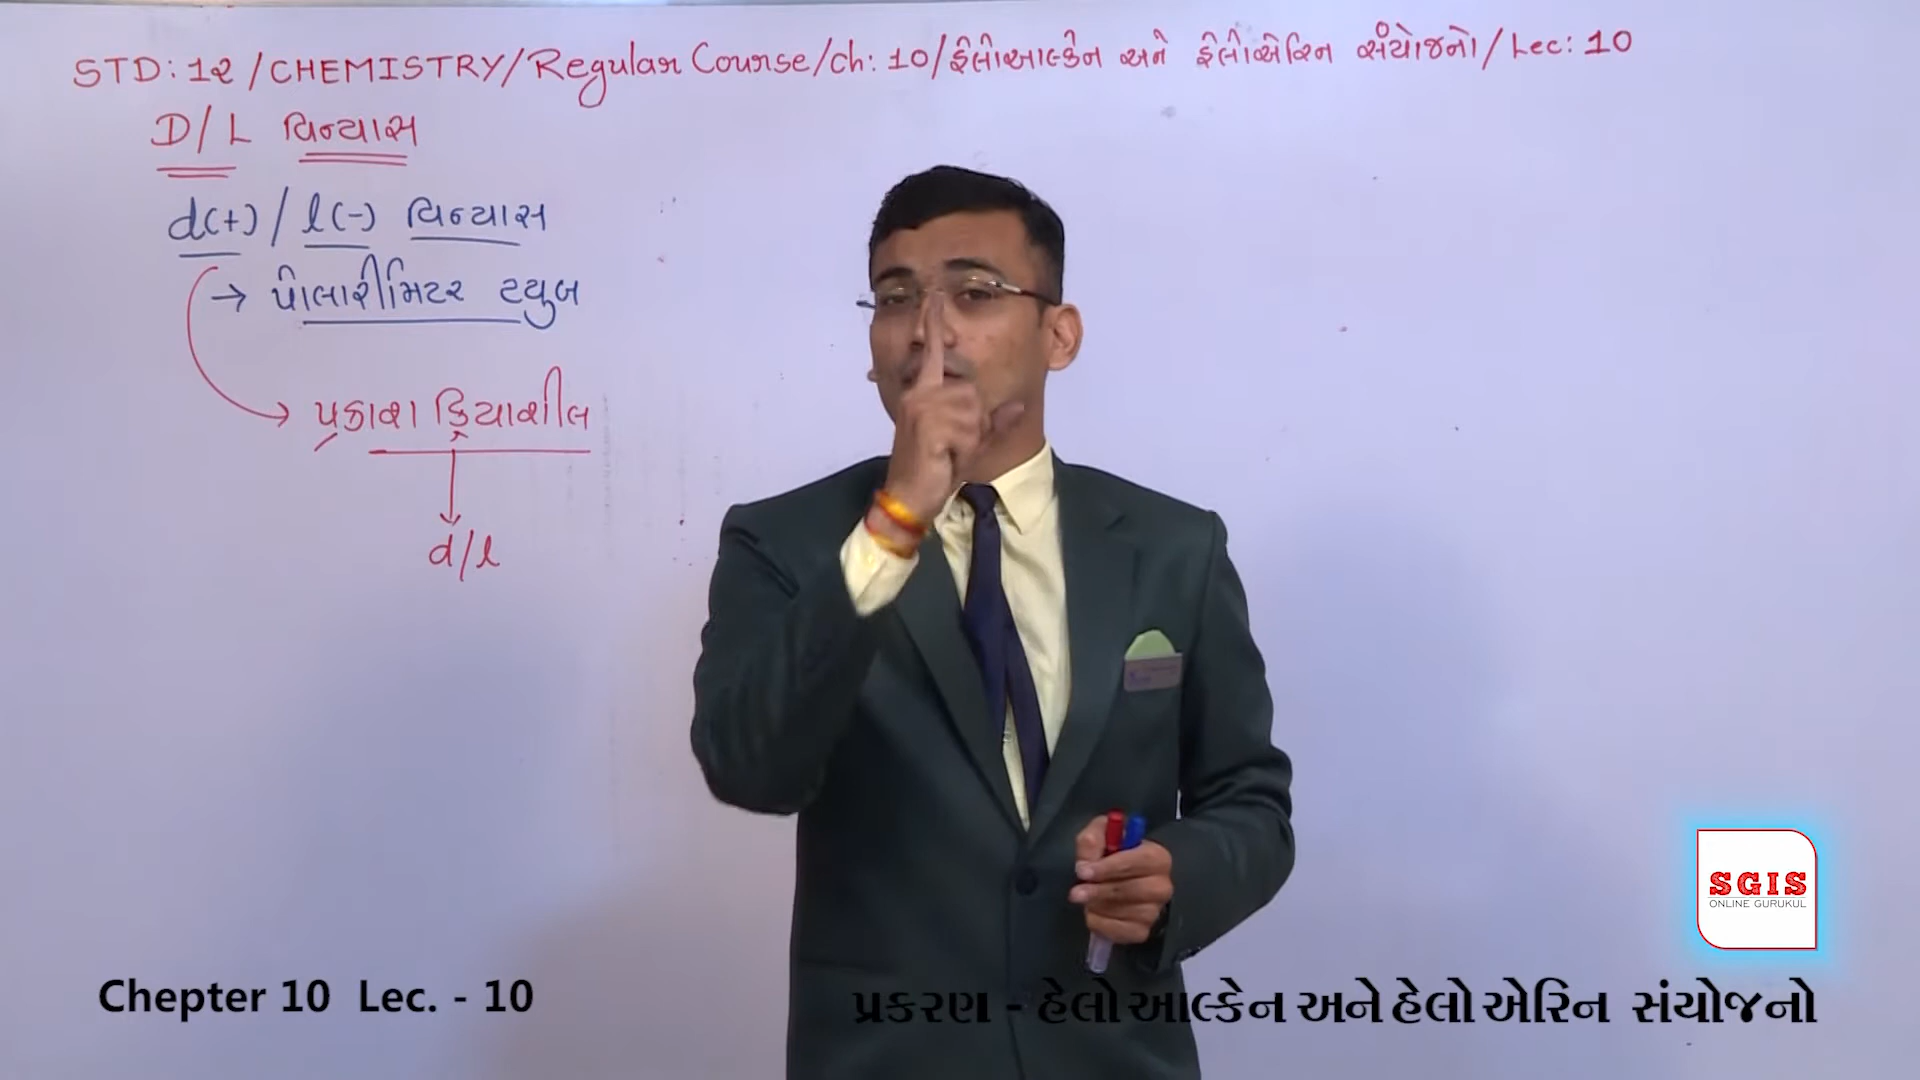 STD: 12 /CHEMISTRY/Regular Course/ch: 10/હેલોઆલ્કેન અને હેલોએરિન સંયોજનો/Lec: 10
D/L વિન્યાસ
d(+) / l(-) વિન્યાસ
→ પોલારીમિટર ટયુબ
પ્રકાશ ક્રિયાશીલ
d/l
SGIS
ONLINE GURUKUL
Chepter 10 Lec. - 10
પ્રકરણ - હેલોઆલ્કેન અને હેલોએરિન સંયોજનો